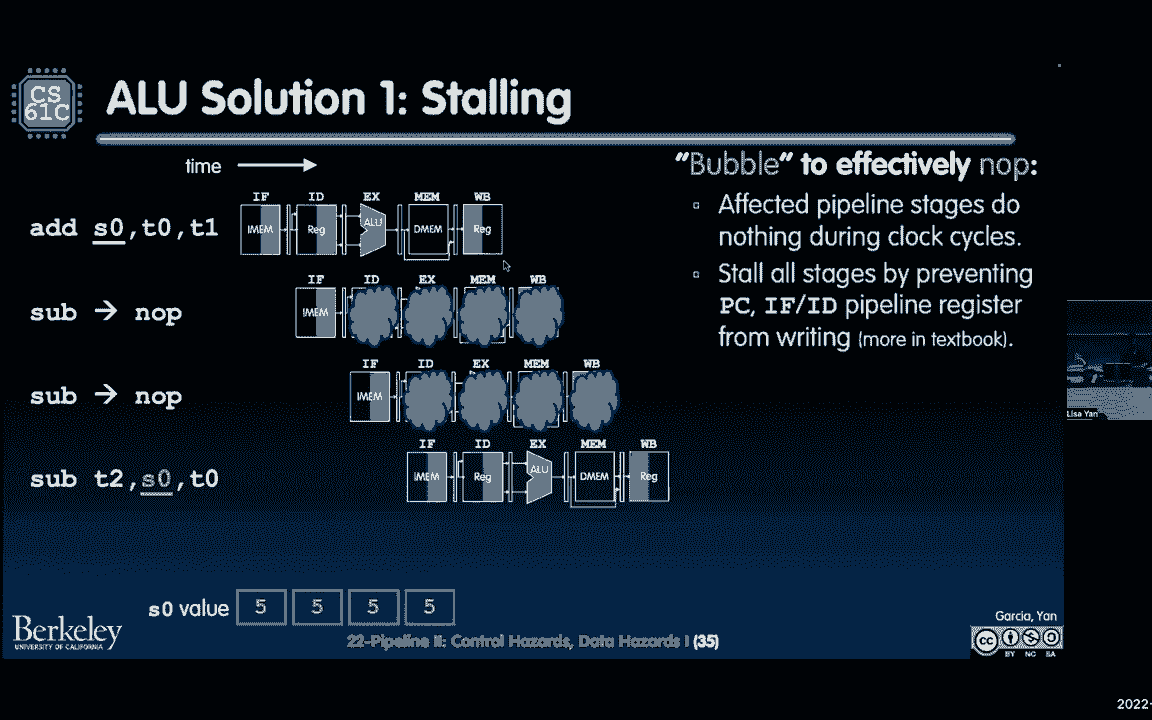 CS
61C
ALU Solution 1: Stalling
time
IF ID EX MEM WB
add s0,t0,t1
IMEM Reg ALU DMEM Reg
IF ID EX MEM WB
sub → nop
IMEM
IF ID EX MEM WB
sub → nop
IMEM
IF ID EX MEM WB
sub t2,s0,t0
IMEM Reg ALU DMEM Reg
"Bubble" to effectively nop:
Affected pipeline stages do
nothing during clock cycles.
Stall all stages by preventing
PC, IF/ID pipeline register
from writing (more in textbook).
Lisa Yan
s0 value 5 5 5 5
Berkeley
UNIVERSITY OF CALIFORNIA
22-Pipeline II: Control Hazards, Data Hazards I (35)
Garcia, Yan
cc
BY NC SA
2022-